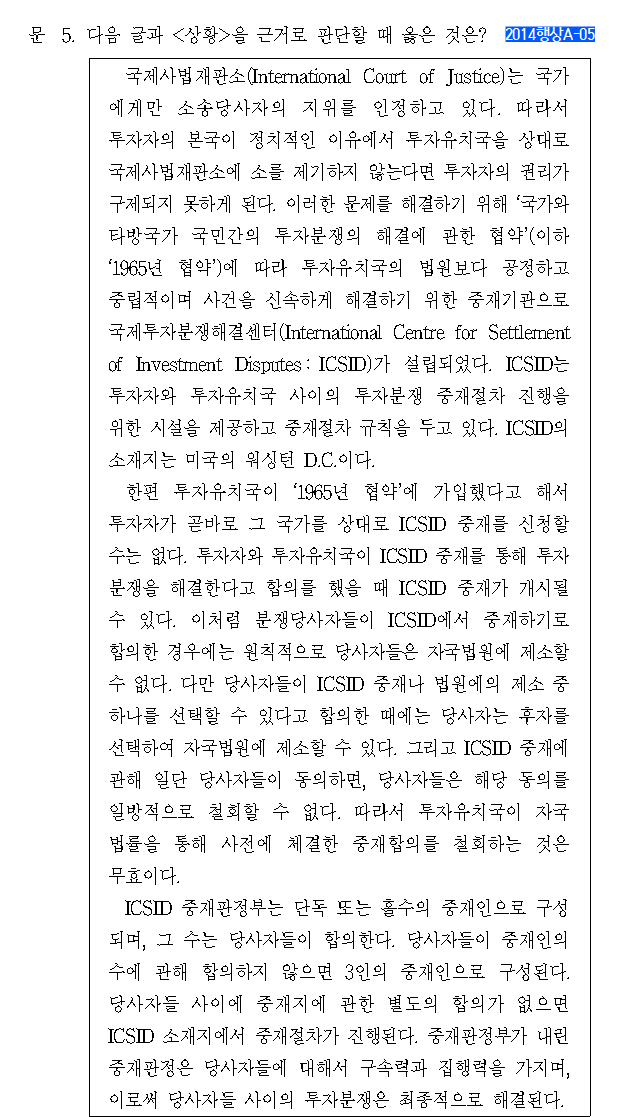 문 5. 다음 글과 <상황>을 근거로 판단할 때 옳은 것은? 2014행상A-05
국제사법재판소(International Court of Justice)는 국가
에게만 소송당사자의 지위를 인정하고 있다. 따라서
투자자의 본국이 정치적인 이유에서 투자유치국을 상대로
국제사법재판소에 소를 제기하지 않는다면 투자자의 권리가
구제되지 못하게 된다. 이러한 문제를 해결하기 위해 ‘국가와
타방국가 국민간의 투자분쟁의 해결에 관한 협약’(이하
‘1965년 협약’)에 따라 투자유치국의 법원보다 공정하고
중립적이며 사건을 신속하게 해결하기 위한 중재기관으로
국제투자분쟁해결센터(International Centre for Settlement
of Investment Disputes : ICSID)가 설립되었다. ICSID는
투자자와 투자유치국 사이의 투자분쟁 중재절차 진행을
위한 시설을 제공하고 중재절차 규칙을 두고 있다. ICSID의
소재지는 미국의 워싱턴 D.C.이다.
한편 투자유치국이 ‘1965년 협약’에 가입했다고 해서
투자자가 곧바로 그 국가를 상대로 ICSID 중재를 신청할
수는 없다. 투자자와 투자유치국이 ICSID 중재를 통해 투자
분쟁을 해결한다고 합의를 했을 때 ICSID 중재가 개시될
수 있다. 이처럼 분쟁당사자들이 ICSID에서 중재하기로
합의한 경우에는 원칙적으로 당사자들은 자국법원에 제소할
수 없다. 다만 당사자들이 ICSID 중재나 법원에의 제소 중
하나를 선택할 수 있다고 합의한 때에는 당사자는 후자를
선택하여 자국법원에 제소할 수 있다. 그리고 ICSID 중재에
관해 일단 당사자들이 동의하면, 당사자들은 해당 동의를
일방적으로 철회할 수 없다. 따라서 투자유치국이 자국
법률을 통해 사전에 체결한 중재합의를 철회하는 것은
무효이다.
ICSID 중재판정부는 단독 또는 홀수의 중재인으로 구성
되며, 그 수는 당사자들이 합의한다. 당사자들이 중재인의
수에 관해 합의하지 않으면 3인의 중재인으로 구성된다.
당사자들 사이에 중재지에 관한 별도의 합의가 없으면
ICSID 소재지에서 중재절차가 진행된다. 중재판정부가 내린
중재판정은 당사자들에 대해서 구속력과 집행력을 가지며,
이로써 당사자들 사이의 투자분쟁은 최종적으로 해결된다.